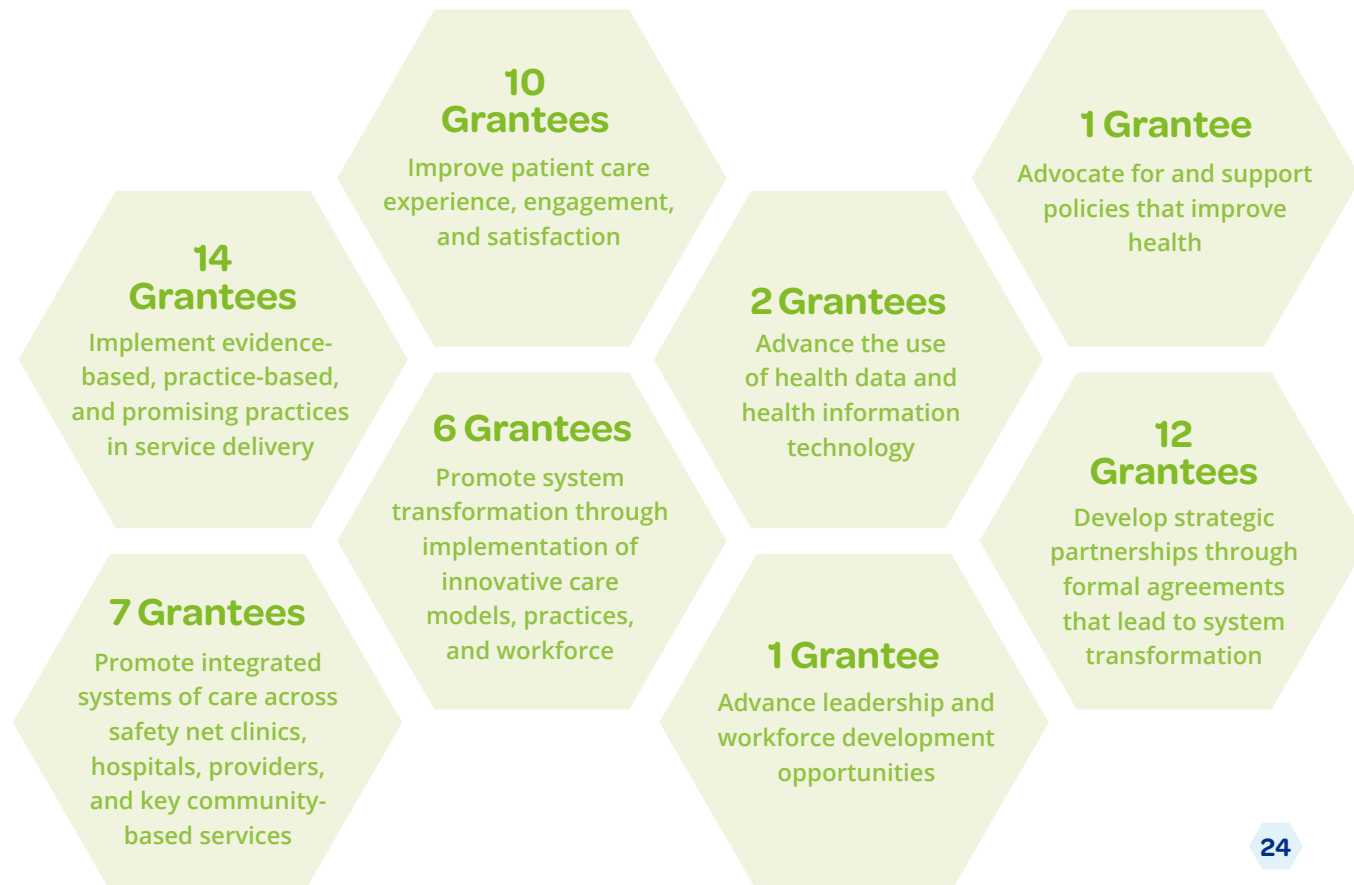 10
Grantees
Improve patient care
experience, engagement,
and satisfaction
1 Grantee
Advocate for and support
policies that improve
health
14
Grantees
Implement evidence-
based, practice-based,
and promising practices
in service delivery
2 Grantees
Advance the use
of health data and
health information
technology
6 Grantees
Promote system
transformation through
implementation of
innovative care
models, practices,
and workforce
12
Grantees
Develop strategic
partnerships through
formal agreements
that lead to system
transformation
7 Grantees
Promote integrated
systems of care across
safety net clinics,
hospitals, providers,
and key community-
based services
1 Grantee
Advance leadership and
workforce development
opportunities
24